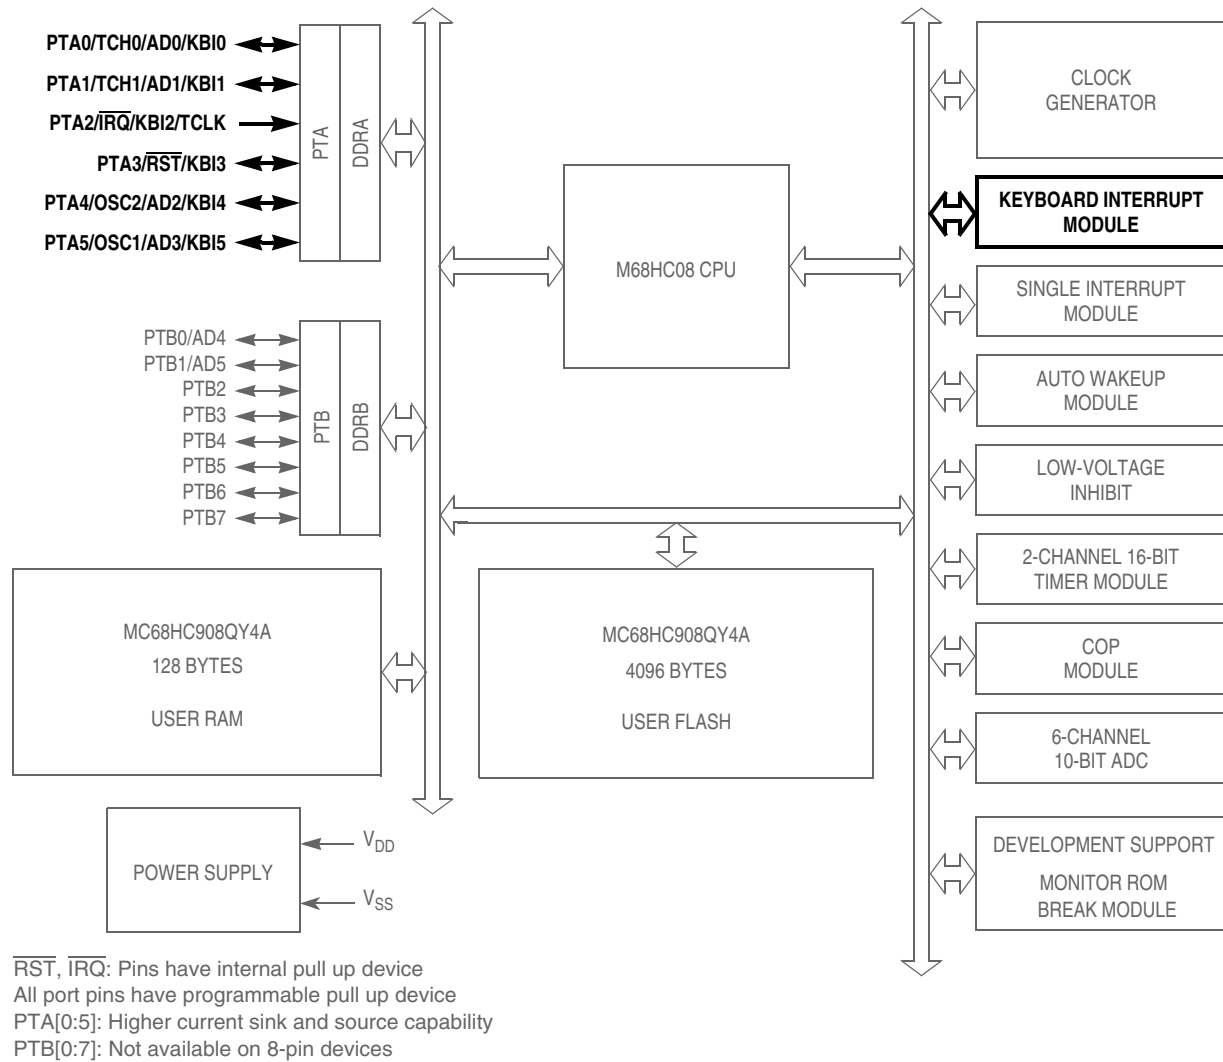 PTA0/TCH0/AD0/KBI0
PTA1/TCH1/AD1/KBI1
PTA2/I̅R̅Q̅/KBI2/TCLK
PTA3/R̅S̅T̅/KBI3
PTA4/OSC2/AD2/KBI4
PTA5/OSC1/AD3/KBI5
PTA
DDRA
PTB0/AD4
PTB1/AD5
PTB2
PTB3
PTB4
PTB5
PTB6
PTB7
PTB
DDRB
M68HC08 CPU
CLOCK
GENERATOR
KEYBOARD INTERRUPT
MODULE
SINGLE INTERRUPT
MODULE
AUTO WAKEUP
MODULE
LOW-VOLTAGE
INHIBIT
2-CHANNEL 16-BIT
TIMER MODULE
COP
MODULE
6-CHANNEL
10-BIT ADC
DEVELOPMENT SUPPORT
MONITOR ROM
BREAK MODULE
MC68HC908QY4A
128 BYTES
USER RAM
MC68HC908QY4A
4096 BYTES
USER FLASH
POWER SUPPLY
VDD
VSS
R̅S̅T̅, I̅R̅Q̅: Pins have internal pull up device
All port pins have programmable pull up device
PTA[0:5]: Higher current sink and source capability
PTB[0:7]: Not available on 8-pin devices